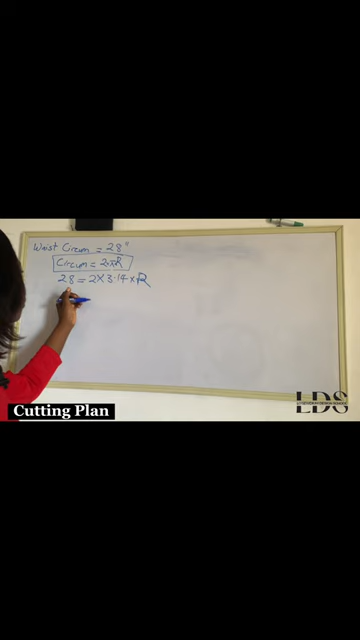 Waist Circum = 28"
Circum = 2πR
28 = 2 X 3.14 x R
Cutting Plan
LDS